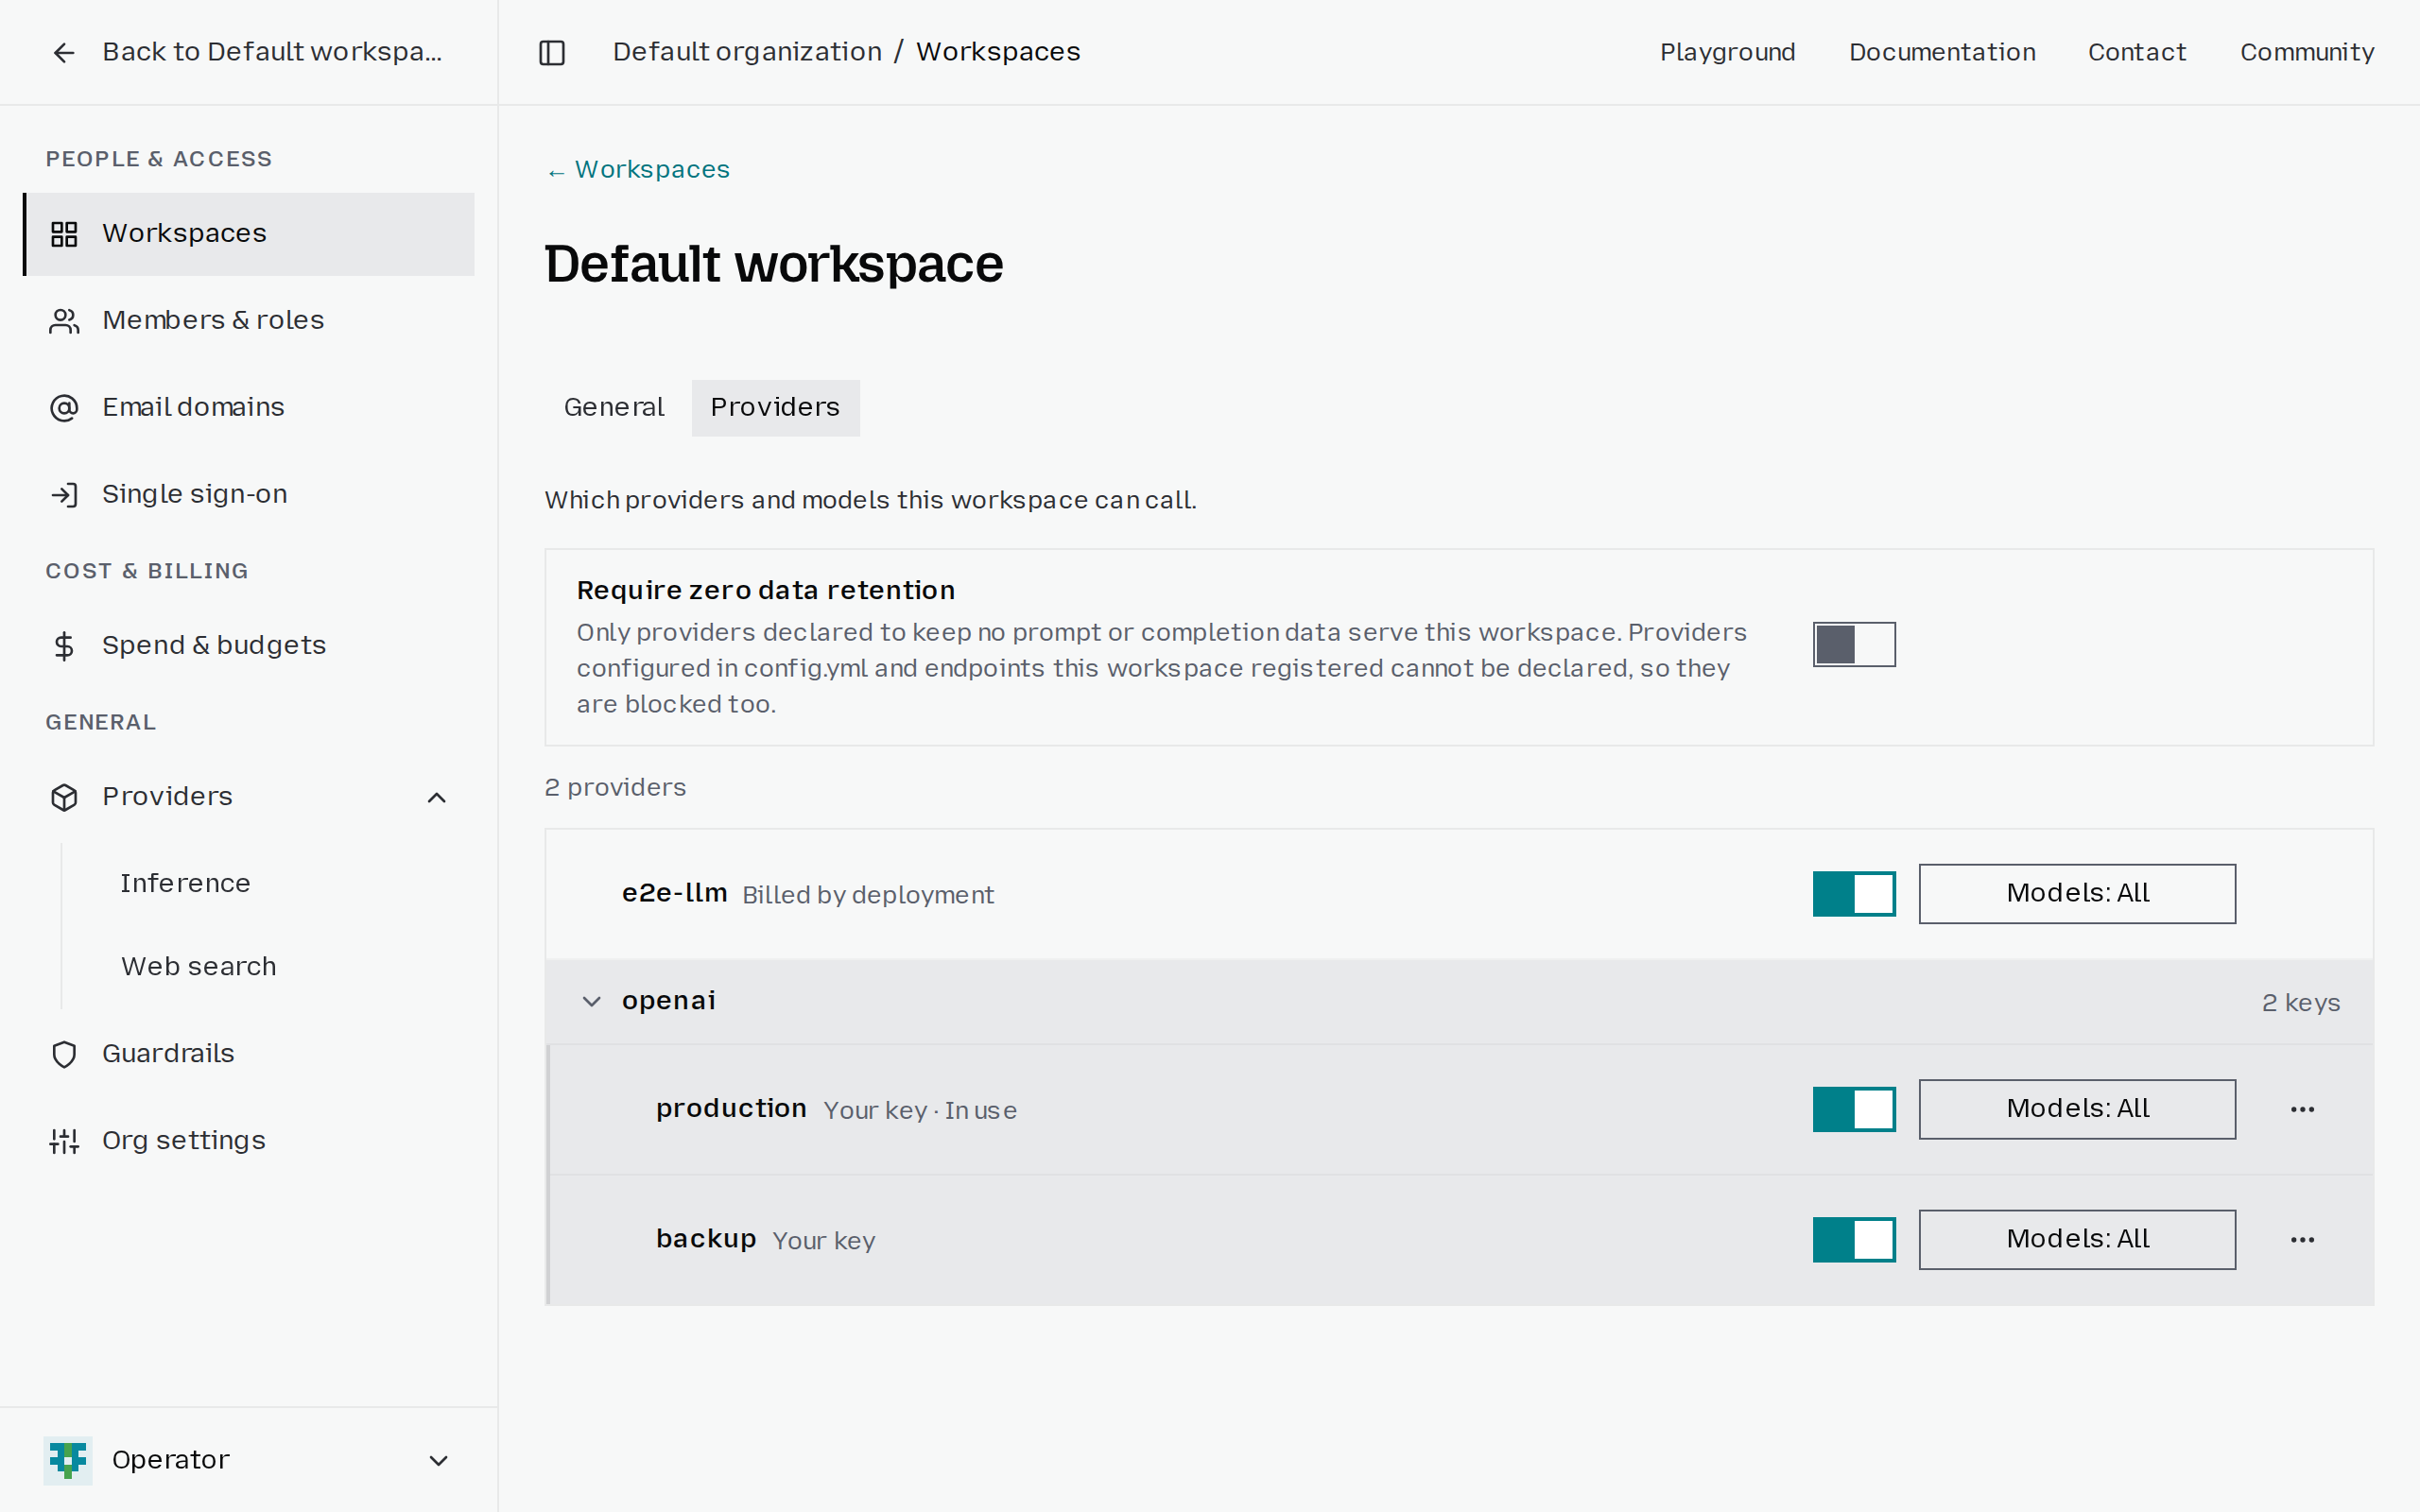 Back to Default workspa...
Default organization / Workspaces
Playground
Documentation
Contact
Community
PEOPLE & ACCESS
Workspaces
Members & roles
Email domains
Single sign-on
COST & BILLING
Spend & budgets
GENERAL
Providers
Inference
Web search
Guardrails
Org settings
Operator
← Workspaces
Default workspace
General
Providers
Which providers and models this workspace can call.
Require zero data retention
Only providers declared to keep no prompt or completion data serve this workspace. Providers
configured in config.yml and endpoints this workspace registered cannot be declared, so they
are blocked too.
2 providers
e2e-llm Billed by deployment
Models: All
openai
2 keys
production Your key · In use
Models: All
backup Your key
Models: All